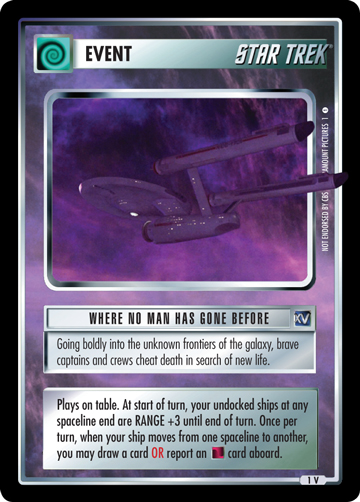 EVENT
STAR TREK
NOT ENDORSED BY CBS
PARAMOUNT PICTURES 1
WHERE NO MAN HAS GONE BEFORE
KV
Going boldly into the unknown frontiers of the galaxy, brave
captains and crews cheat death in search of new life.
Plays on table. At start of turn, your undocked ships at any
spaceline end are RANGE +3 until end of turn. Once per
turn, when your ship moves from one spaceline to another,
you may draw a card OR report an card aboard.
1 V